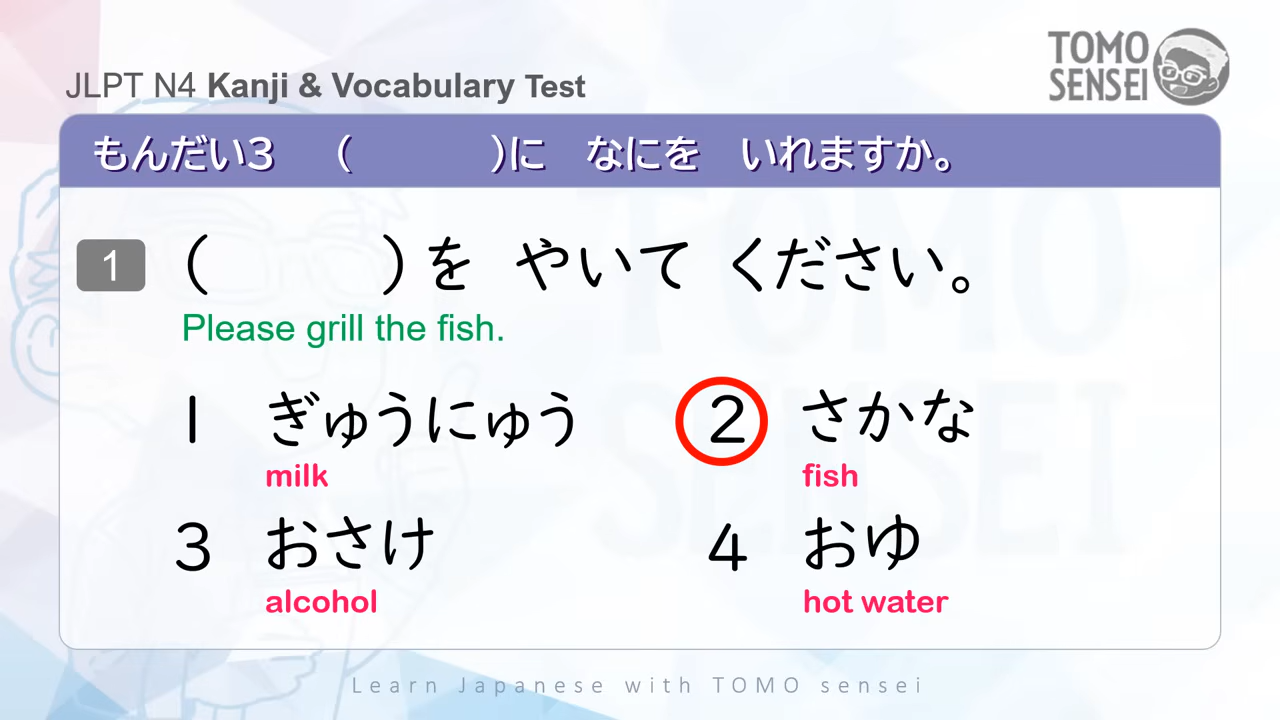 TOMO
SENSEI
JLPT N4 Kanji & Vocabulary Test
もんだい3　(　　　)に　なにを　いれますか。
1 (　　　)を　やいて　ください。
Please grill the fish.
1　ぎゅうにゅう　2　さかな
milk　fish
3　おさけ　4　おゆ
alcohol　hot water
TOMO
SENSEI
Learn Japanese with TOMO sensei